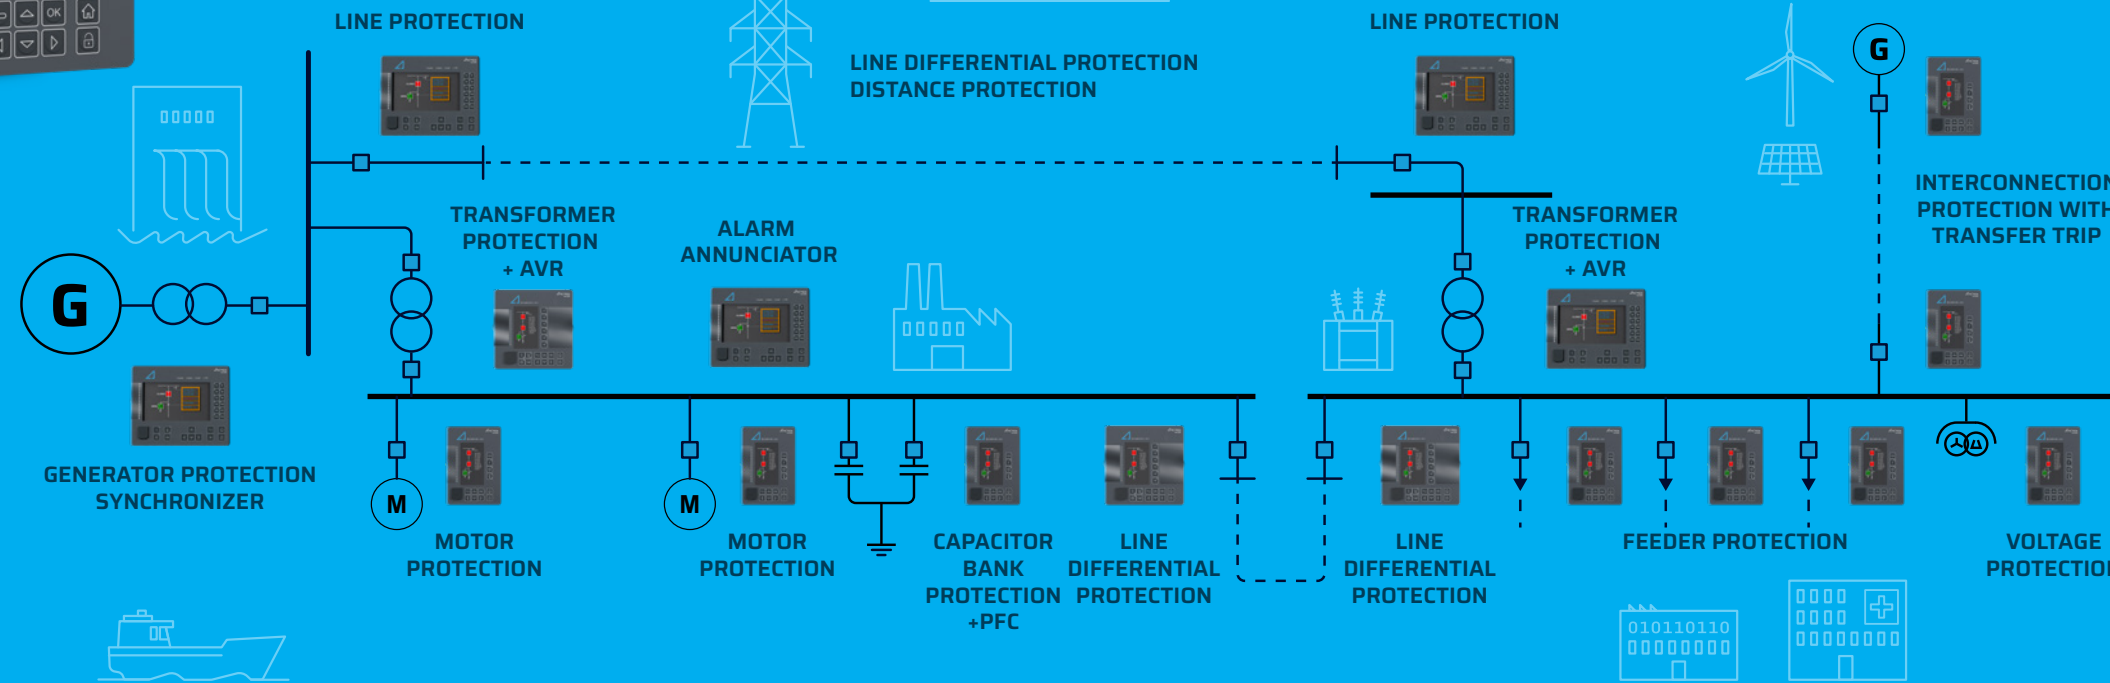 OK
LINE PROTECTION
LINE DIFFERENTIAL PROTECTION
DISTANCE PROTECTION
LINE PROTECTION
G
INTERCONNECTION
PROTECTION WITH
TRANSFER TRIP
TRANSFORMER
PROTECTION
+ AVR
ALARM
ANNUNCIATOR
TRANSFORMER
PROTECTION
+ AVR
G
GENERATOR PROTECTION
SYNCHRONIZER
M
MOTOR
PROTECTION
M
MOTOR
PROTECTION
CAPACITOR
BANK
PROTECTION
+PFC
LINE
DIFFERENTIAL
PROTECTION
LINE
DIFFERENTIAL
PROTECTION
FEEDER PROTECTION
VOLTAGE
PROTECTION
010110110